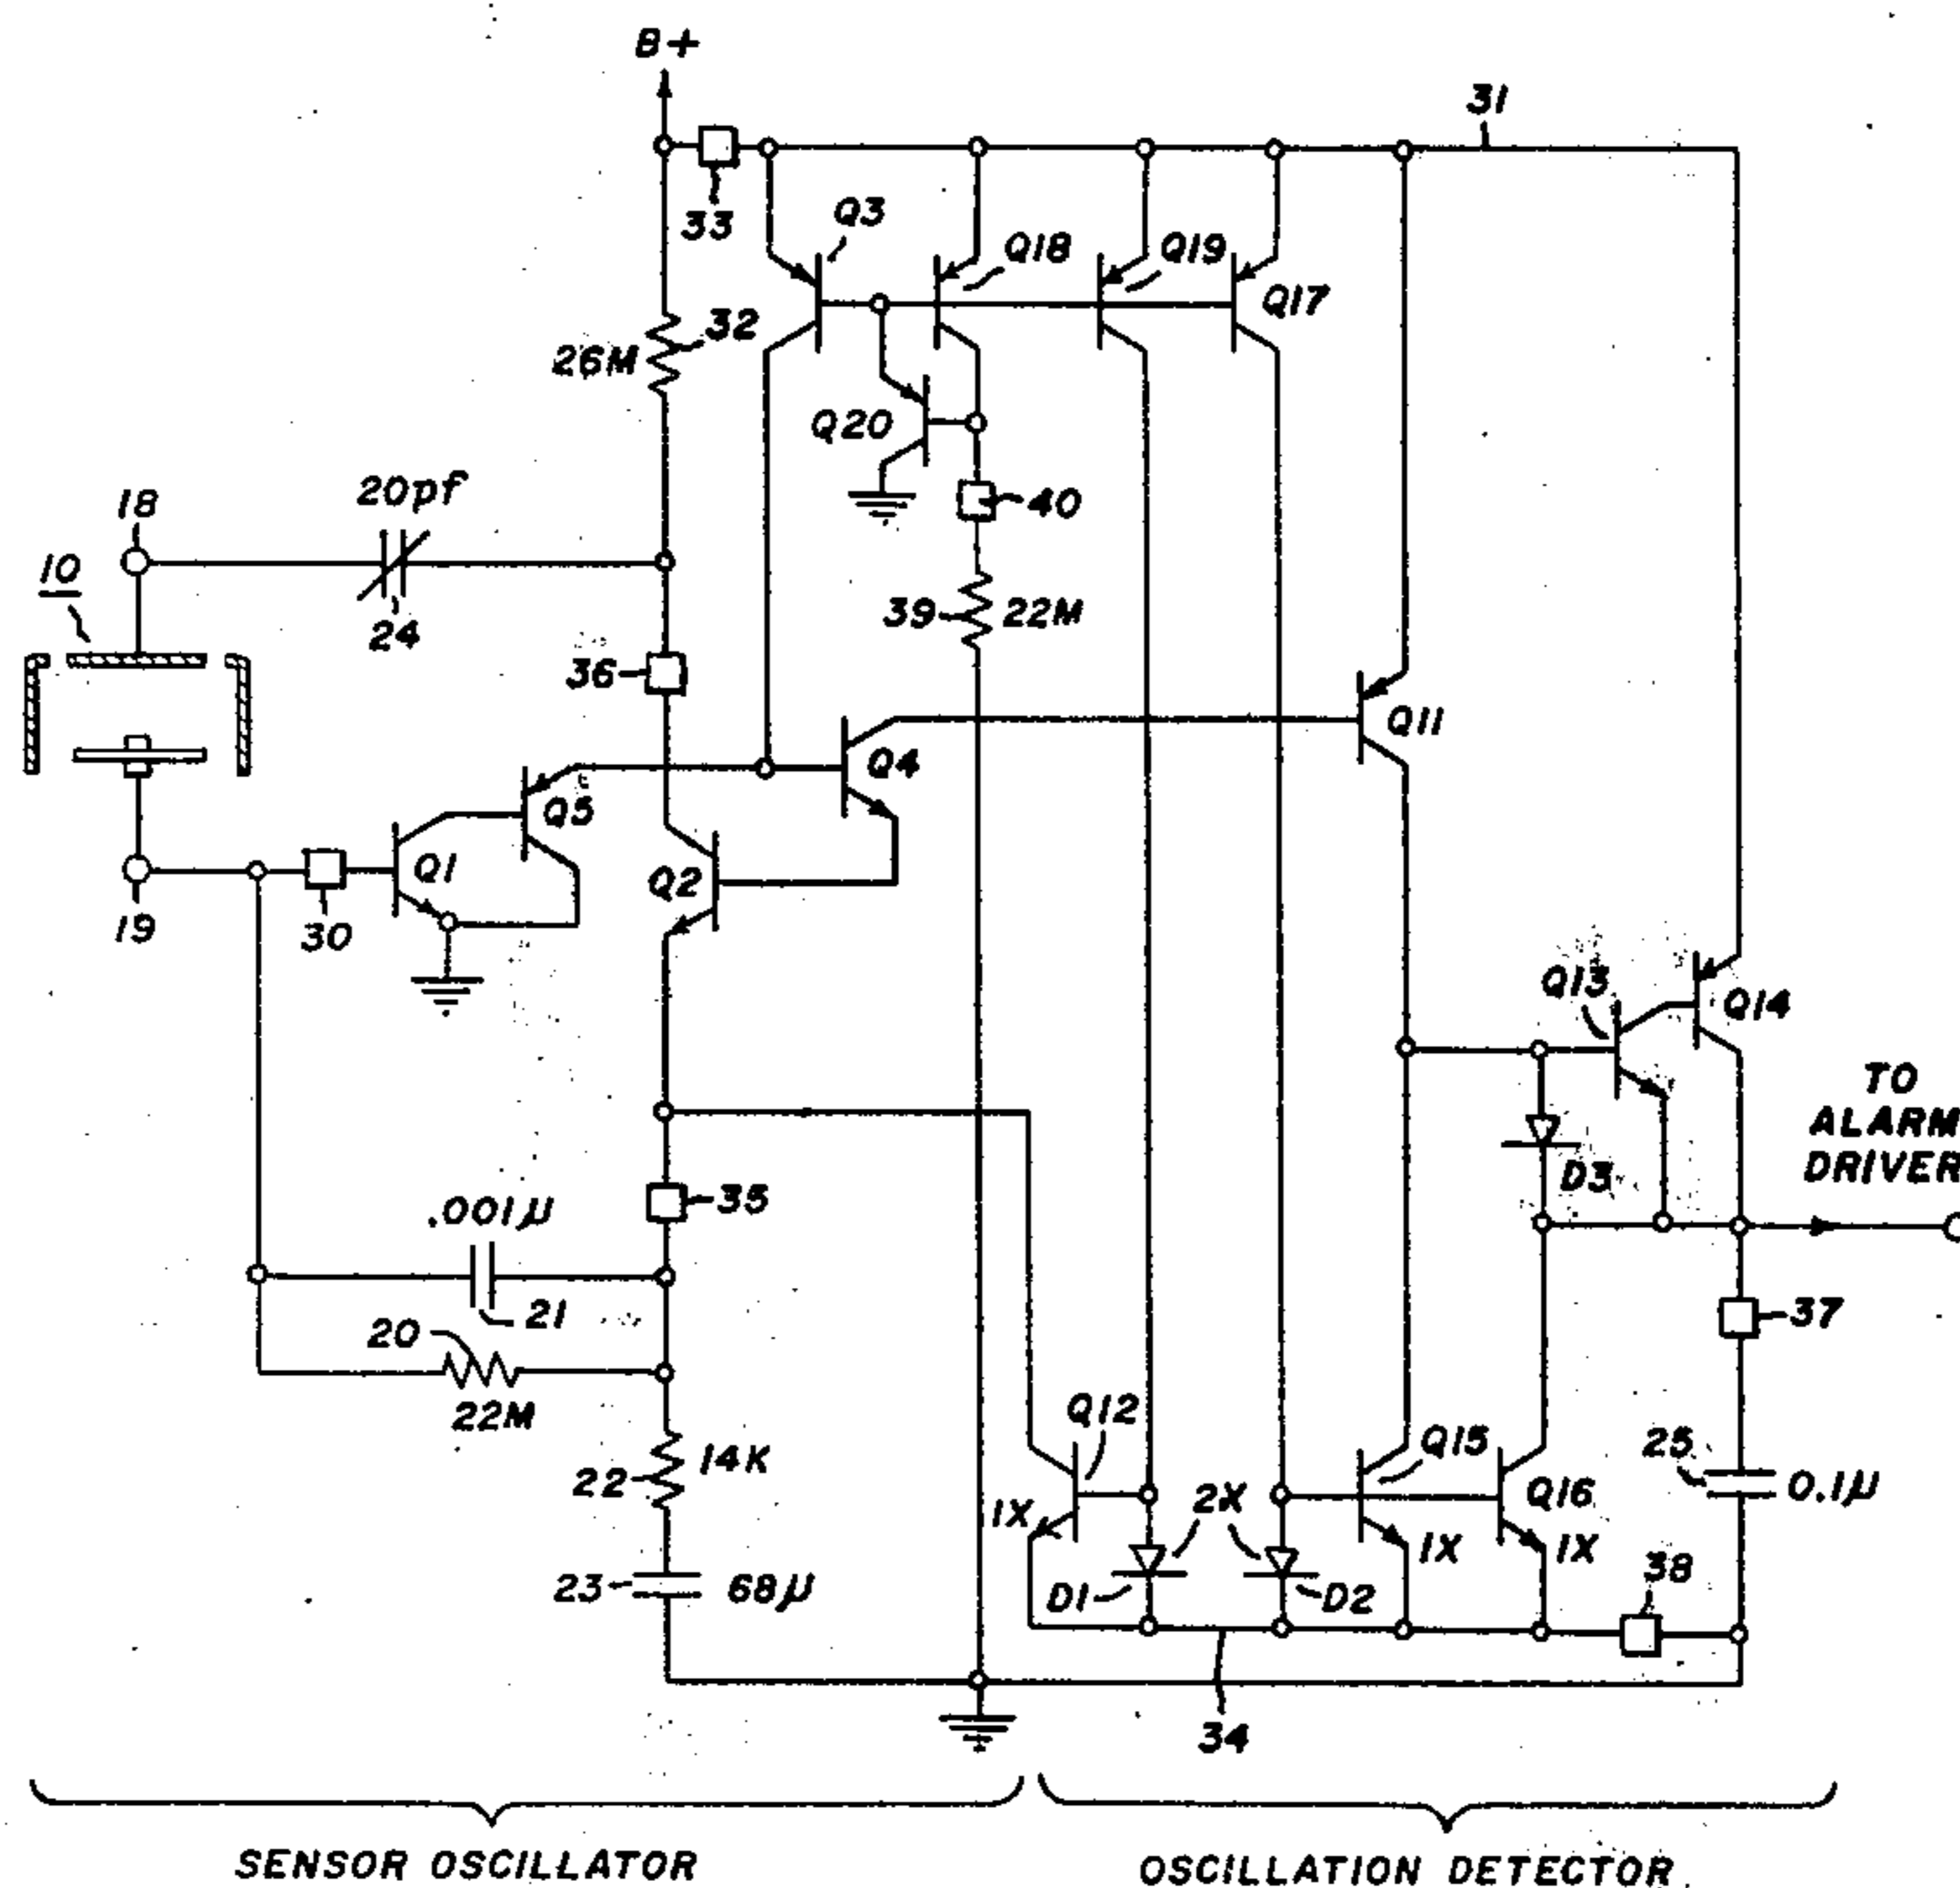 B+
31
33
Q3
Q18
Q19
Q17
32
26M
Q20
18
20pf
40
10
24
39
22M
36
Q11
Q4
Q5
Q1
Q2
19
30
Q13
Q14
TO
ALARM
DRIVER
D3
35
.001µ
21
37
20
22M
Q12
Q15
14K
22
2X
Q16
25
0.1µ
1X
1X
1X
23
68µ
D1
D2
38
34
SENSOR OSCILLATOR
OSCILLATION DETECTOR